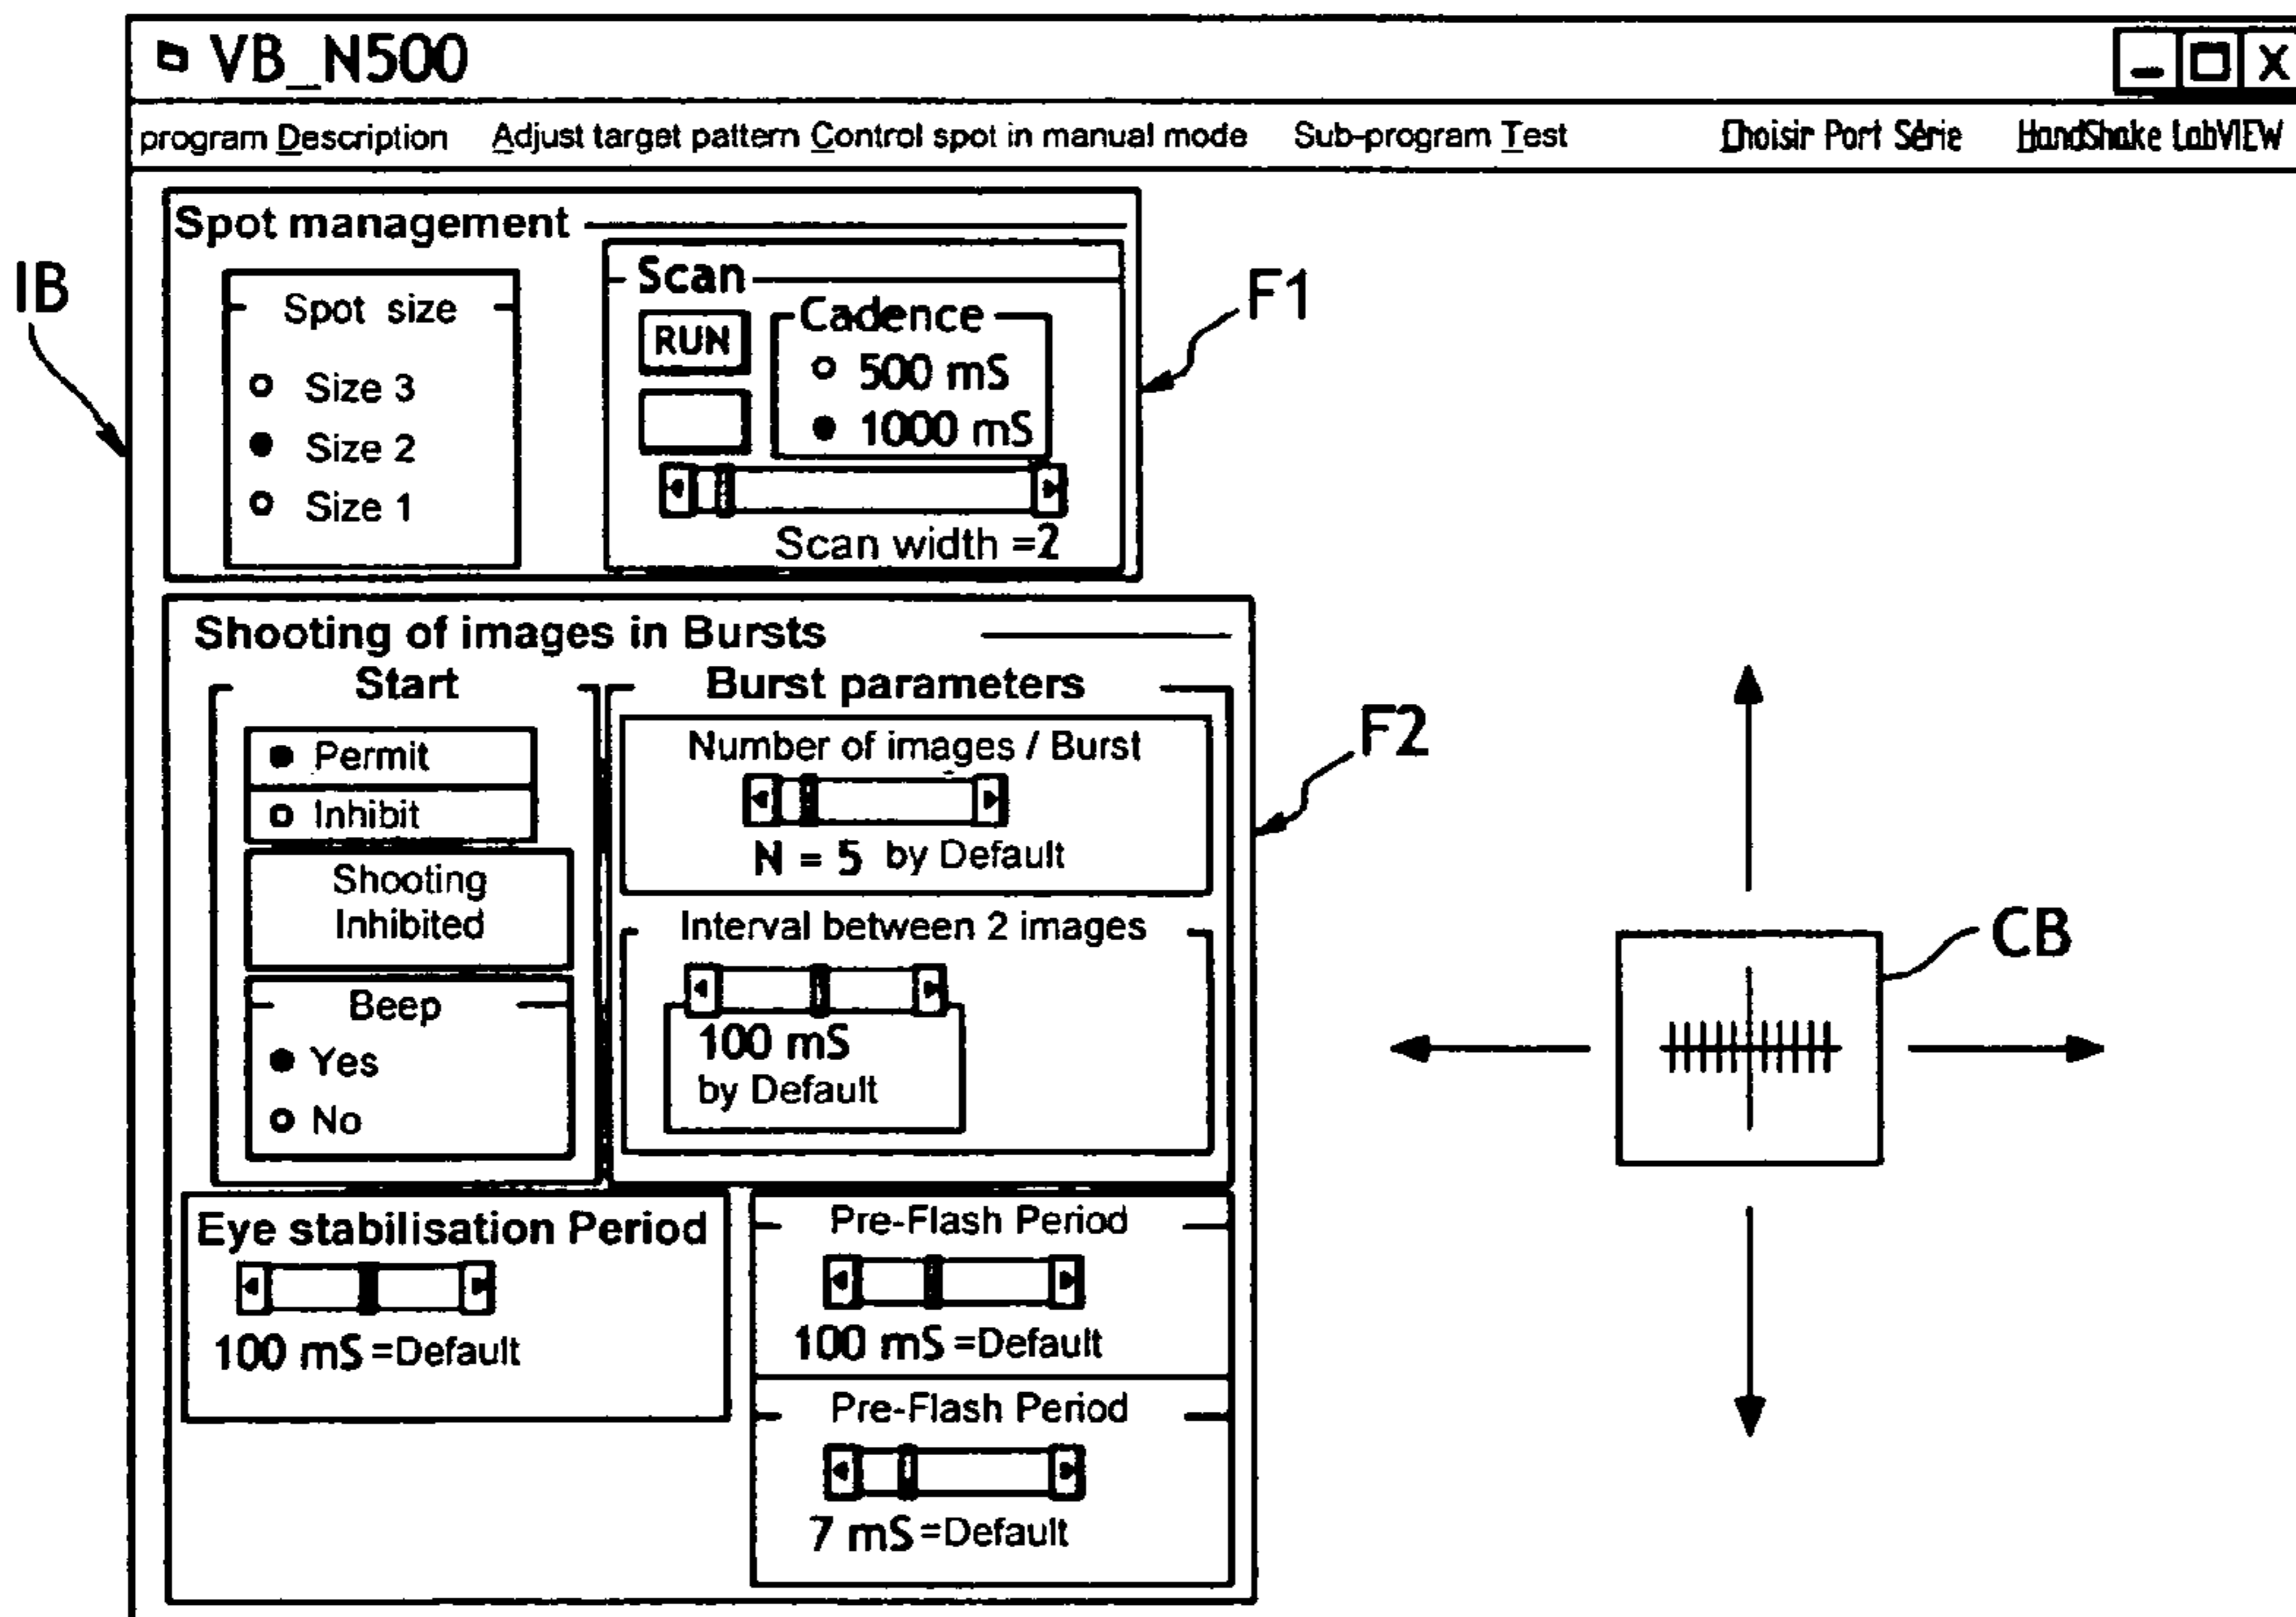 VB_N500
program Description Adjust target pattern Control spot in manual mode Sub-program Test Choisir Port Série HandShake LabVIEW
Spot management
IB
Spot size
Size 3
Size 2
Size 1
Scan
RUN
Cadence
500 mS
1000 mS
Scan width =2
F1
Shooting of images in Bursts
Start
Permit
Inhibit
Shooting
Inhibited
Beep
Yes
No
Burst parameters
Number of images / Burst
N = 5 by Default
Interval between 2 images
100 mS
by Default
F2
CB
Eye stabilisation Period
100 mS =Default
Pre-Flash Period
100 mS =Default
Pre-Flash Period
7 mS =Default